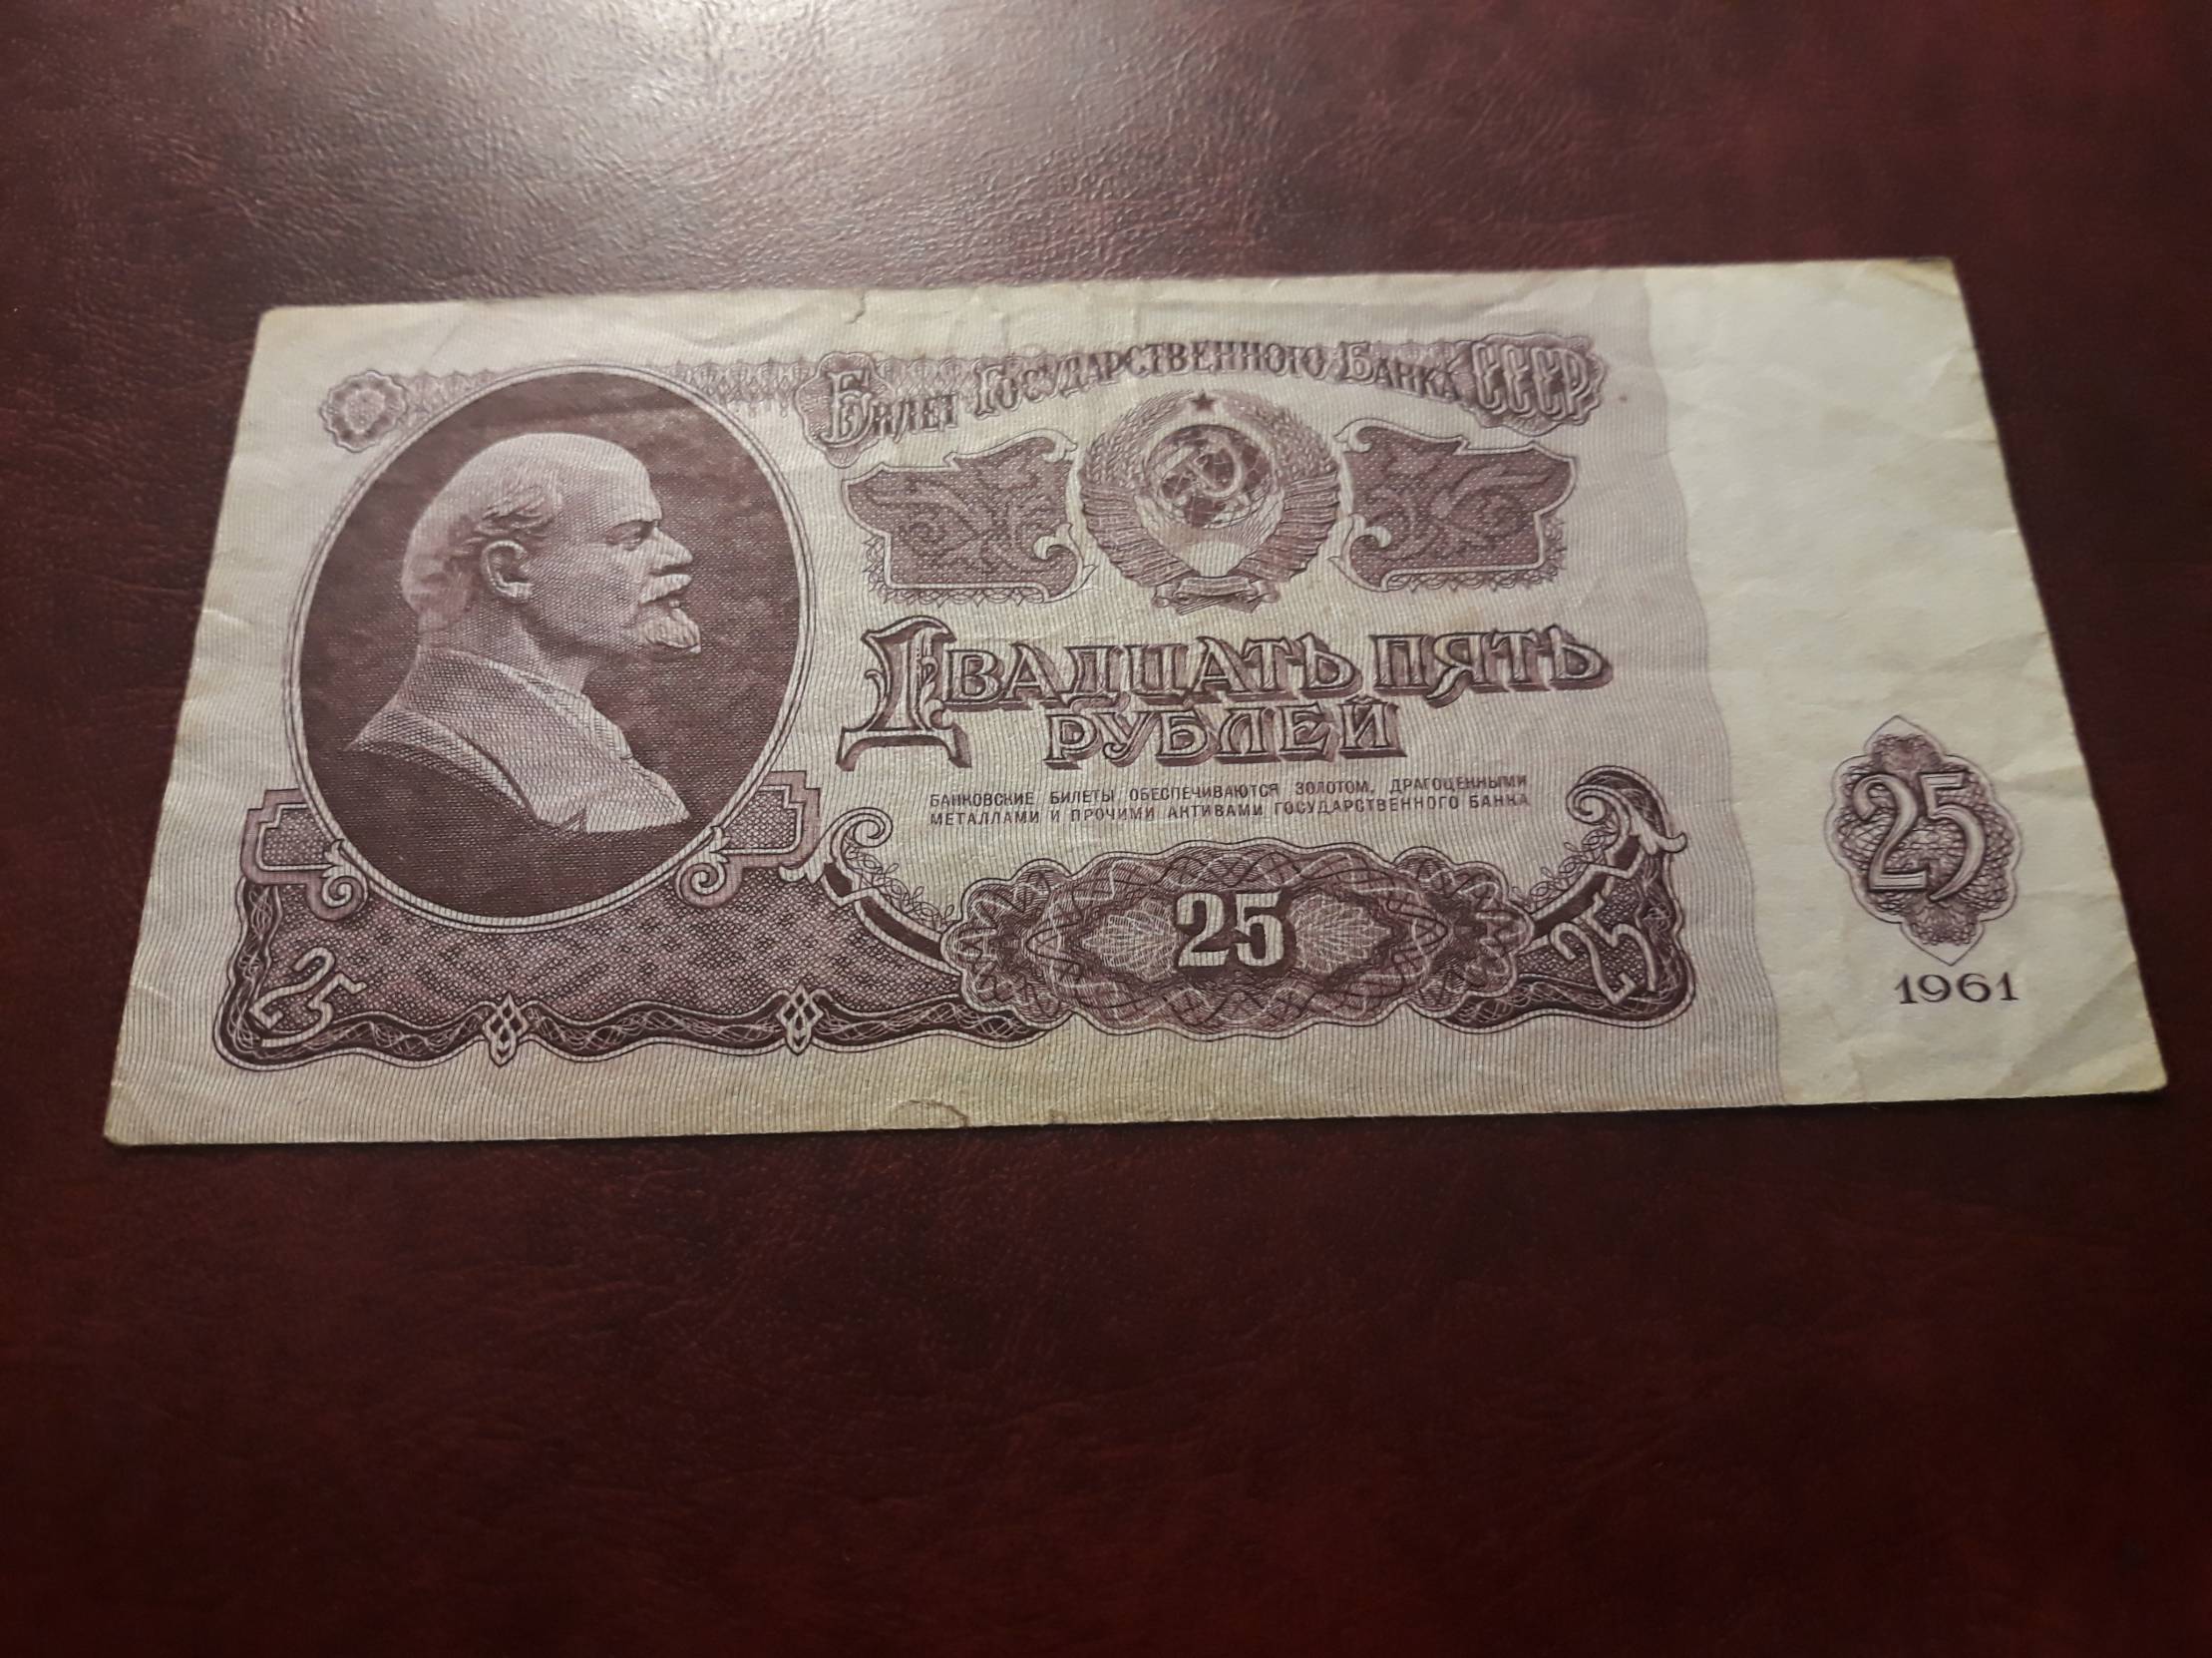 Билет Государственного Банка СССР
Двадцать пять
рублей
БАНКОВСКИЕ БИЛЕТЫ ОБЕСПЕЧИВАЮТСЯ ЗОЛОТОМ, ДРАГОЦЕННЫМИ
МЕТАЛЛАМИ И ПРОЧИМИ АКТИВАМИ ГОСУДАРСТВЕННОГО БАНКА
25
25
25
25
1961